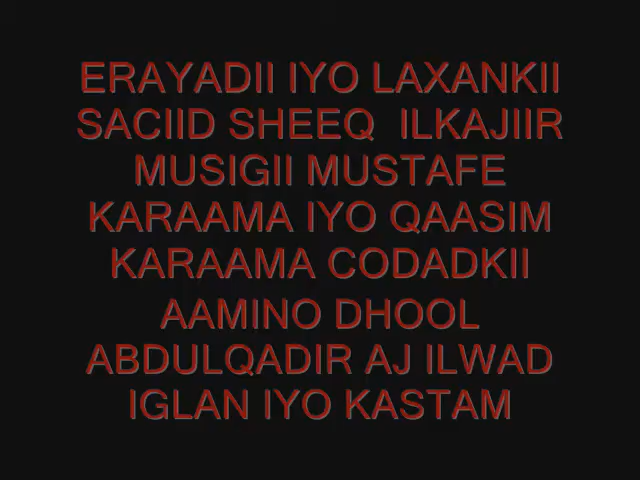 ERAYADII IYO LAXANKII
SACIID SHEEQ ILKAJIIR
MUSIGII MUSTAFE
KARAAMA IYO QAASIM
KARAAMA CODADKII
AAMINO DHOOL
ABDULQADIR AJ ILWAD
IGLAN IYO KASTAM